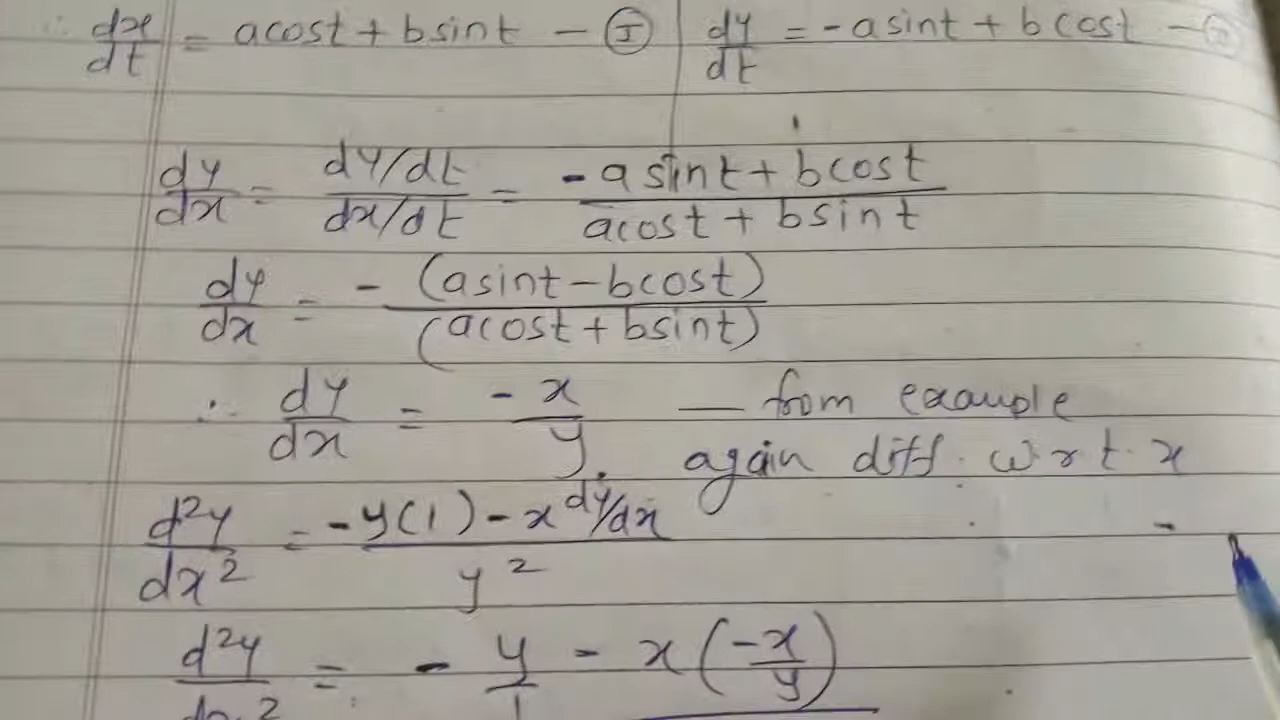 ∴ dx/dt = acost + bsint — Ⓘ | dy/dt = -asint + bcost — Ⓘ Ⓘ
dy/dx = dy/dt / dx/dt = -asint + bcost / acost + bsint
dy/dx = - (asint - bcost) / (acost + bsint)
∴ dy/dx = -x/y — from example
again diff. w.r.t. x
d²y/dx² = -y(1) - x dy/dx / y²
d²y/dx² = - y/1 - x(-x/y)